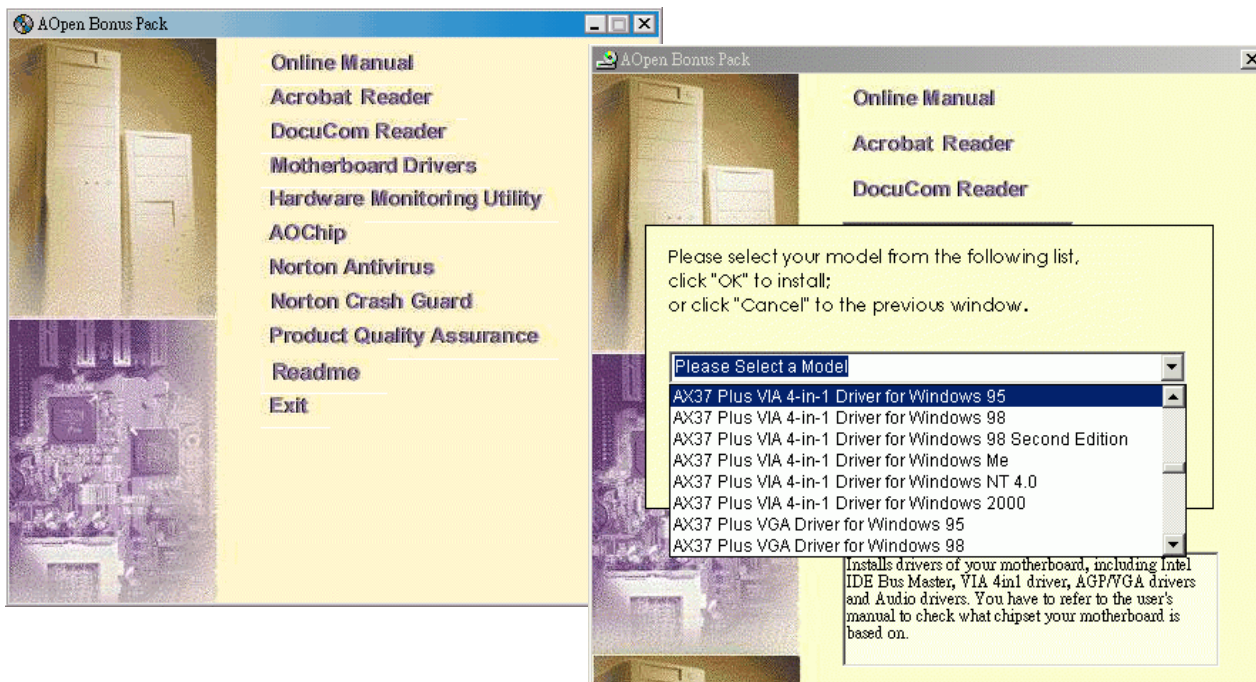 AOpen Bonus Pack
Online Manual
Acrobat Reader
DocuCom Reader
Motherboard Drivers
Hardware Monitoring Utility
AOChip
Norton Antivirus
Norton Crash Guard
Product Quality Assurance
Readme
Exit
AOpen Bonus Pack
Online Manual
Acrobat Reader
DocuCom Reader
Please select your model from the following list,
click "OK" to install;
or click "Cancel" to the previous window.
Please Select a Model
AX37 Plus VIA 4-in-1 Driver for Windows 95
AX37 Plus VIA 4-in-1 Driver for Windows 98
AX37 Plus VIA 4-in-1 Driver for Windows 98 Second Edition
AX37 Plus VIA 4-in-1 Driver for Windows Me
AX37 Plus VIA 4-in-1 Driver for Windows NT 4.0
AX37 Plus VIA 4-in-1 Driver for Windows 2000
AX37 Plus VGA Driver for Windows 95
AX37 Plus VGA Driver for Windows 98
Installs drivers of your motherboard, including Intel
IDE Bus Master, VIA 4in1 driver, AGP/VGA drivers
and Audio drivers. You have to refer to the user's
manual to check what chipset your motherboard is
based on.